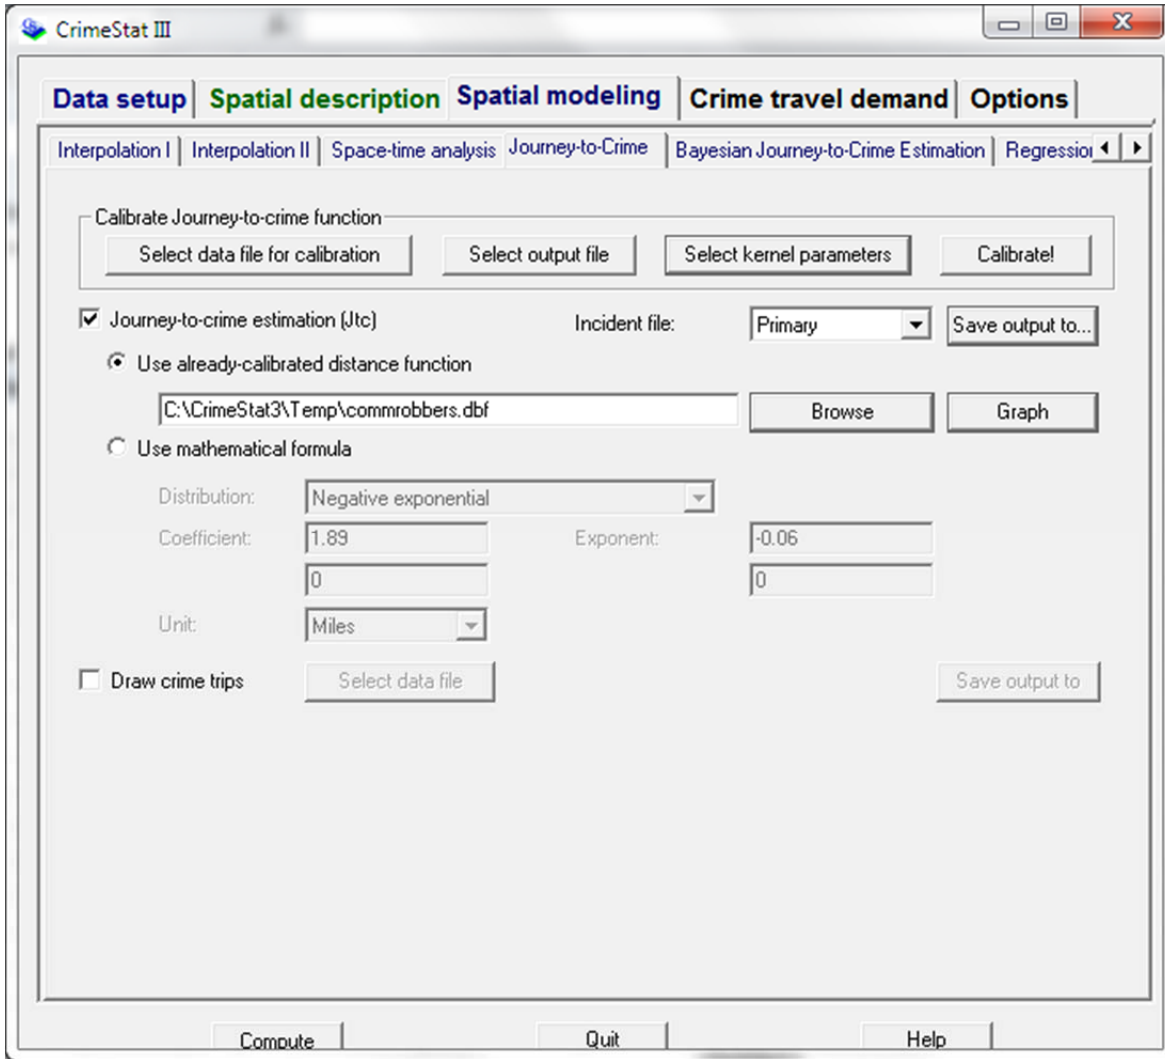 CrimeStat III
Data setup Spatial description Spatial modeling Crime travel demand Options
Interpolation I Interpolation II Space-time analysis Journey-to-Crime Bayesian Journey-to-Crime Estimation Regression
Calibrate Journey-to-crime function
Select data file for calibration Select output file Select kernel parameters Calibrate!
Journey-to-crime estimation (Jtc) Incident file: Primary Save output to...
Use already-calibrated distance function
C:\CrimeStat3\Temp\commrobbers.dbf Browse Graph
Use mathematical formula
Distribution: Negative exponential
Coefficient: 1.89 Exponent: -0.06
0 0
Unit: Miles
Draw crime trips Select data file Save output to
Compute Quit Help